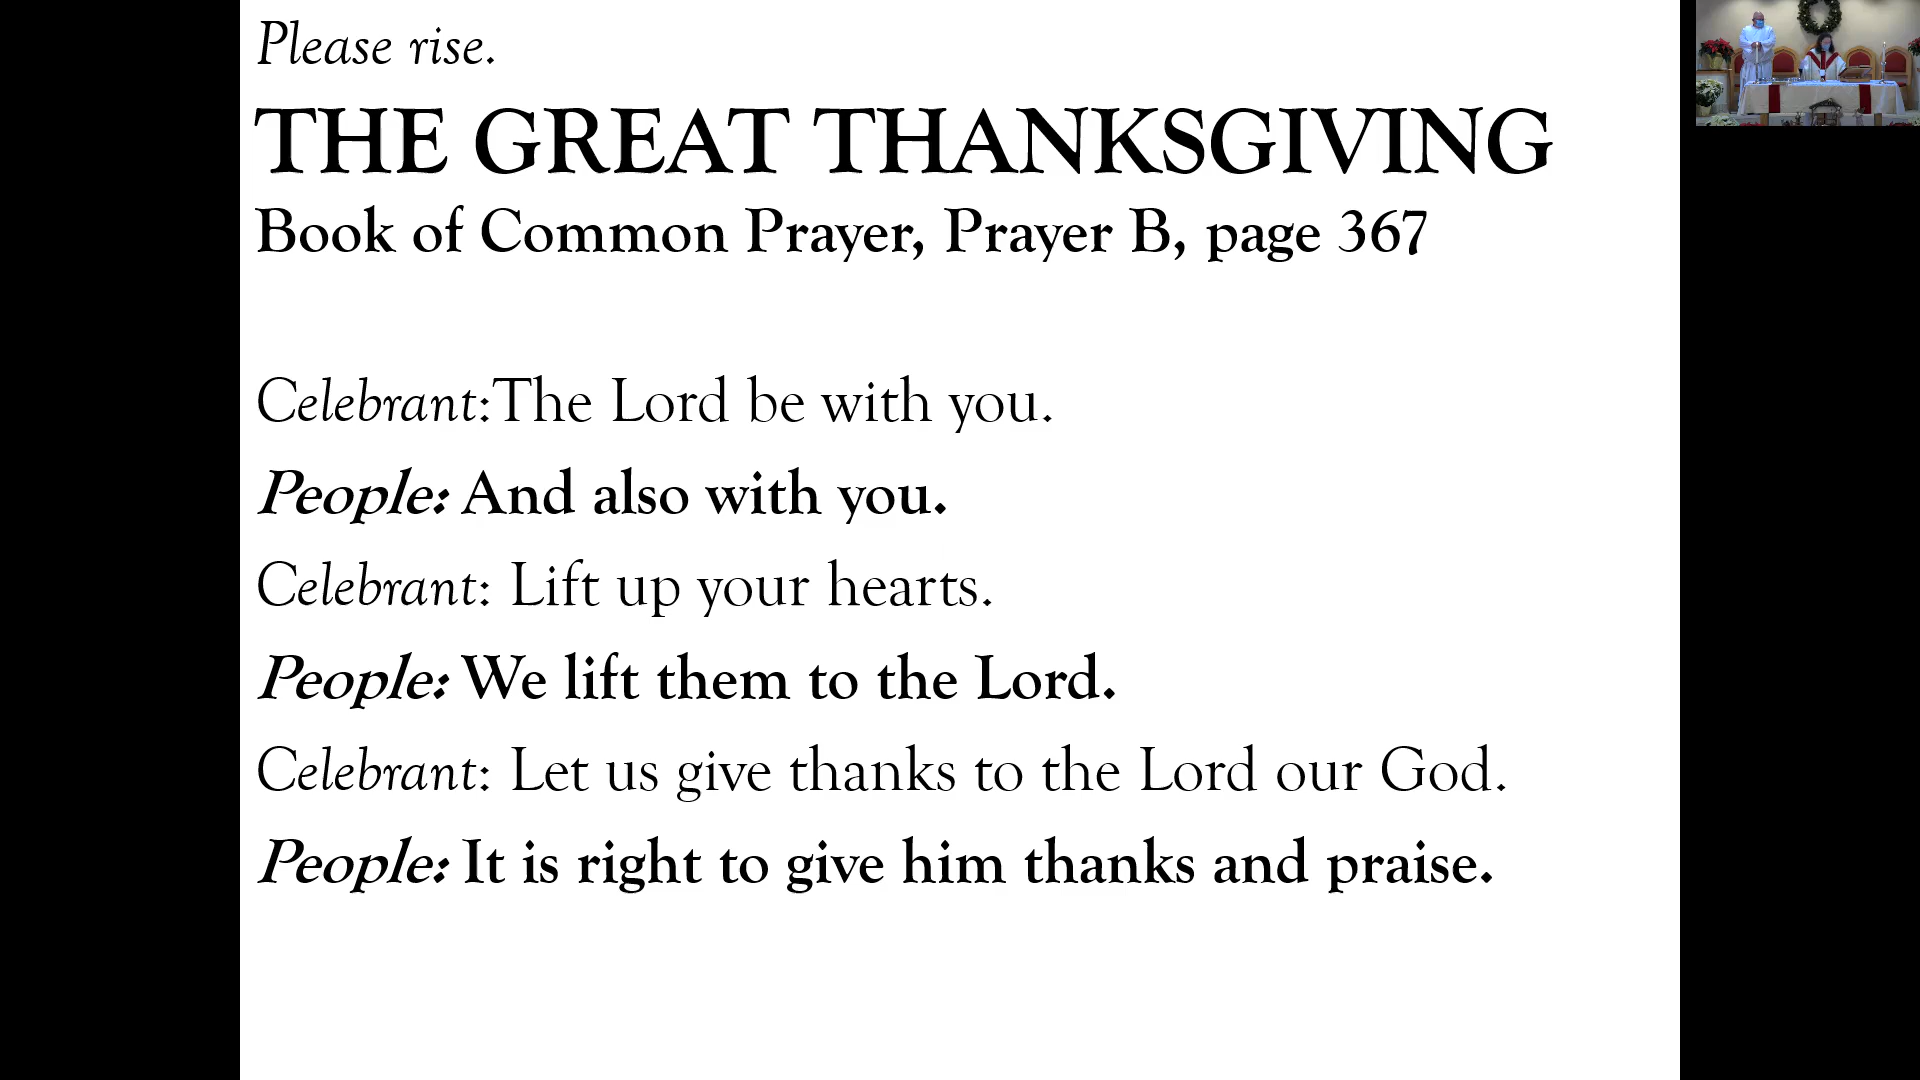 Please rise.
THE GREAT THANKSGIVING
Book of Common Prayer, Prayer B, page 367
Celebrant:The Lord be with you.
People: And also with you.
Celebrant: Lift up your hearts.
People: We lift them to the Lord.
Celebrant: Let us give thanks to the Lord our God.
People: It is right to give him thanks and praise.